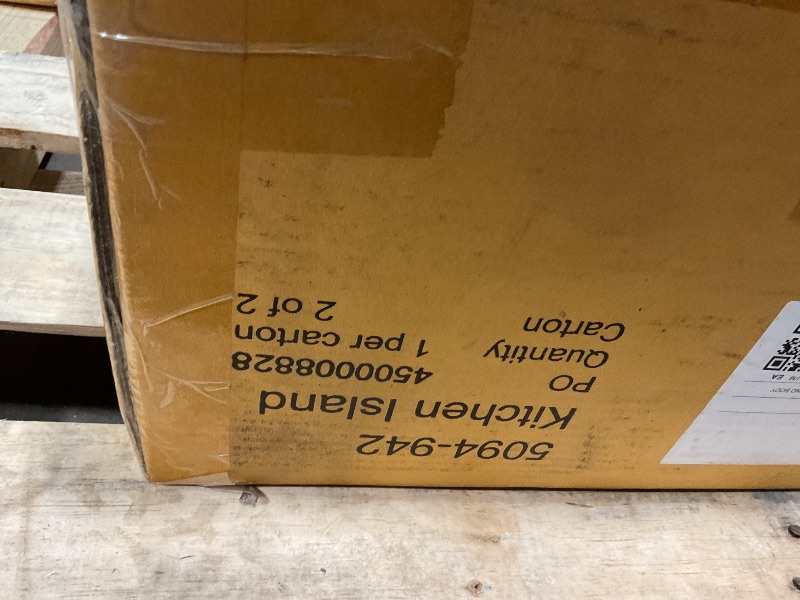 5094-942
Kitchen Island
PO 4500008828
Quantity 1 per carton
Carton 2 of 2